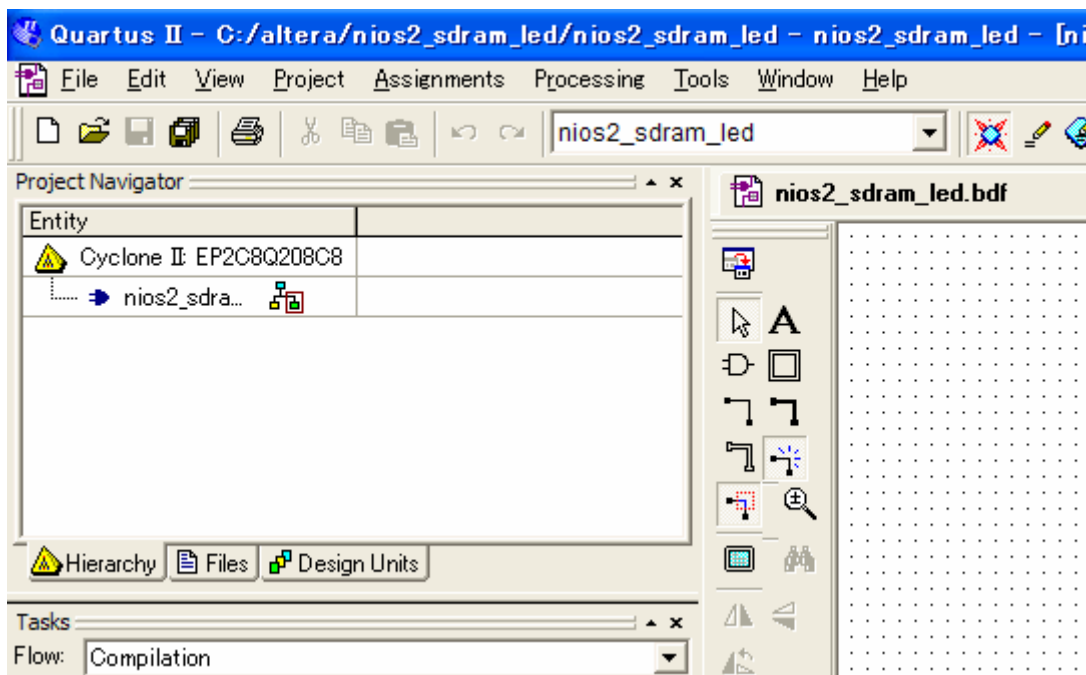 Quartus II - C:/altera/nios2_sdram_led/nios2_sdram_led - nios2_sdram_led - [ni
File Edit View Project Assignments Processing Tools Window Help
nios2_sdram_led
Project Navigator
nios2_sdram_led.bdf
Entity
Cyclone II: EP2C8Q208C8
nios2_sdra...
A
Hierarchy Files Design Units
Tasks
Flow: Compilation